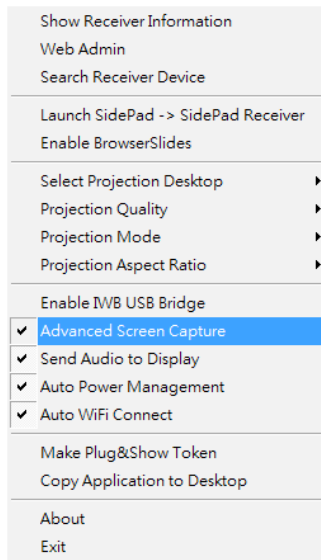 Show Receiver Information
Web Admin
Search Receiver Device
Launch SidePad -> SidePad Receiver
Enable BrowserSlides
Select Projection Desktop
Projection Quality
Projection Mode
Projection Aspect Ratio
Enable IWB USB Bridge
Advanced Screen Capture
Send Audio to Display
Auto Power Management
Auto WiFi Connect
Make Plug&Show Token
Copy Application to Desktop
About
Exit